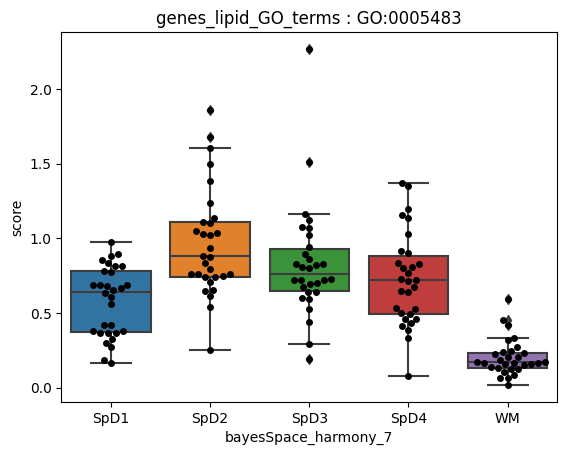 genes_lipid_GO_terms : GO:0005483
score
2.0
1.5
1.0
0.5
0.0
SpD1 SpD2 SpD3 SpD4 WM
bayesSpace_harmony_7